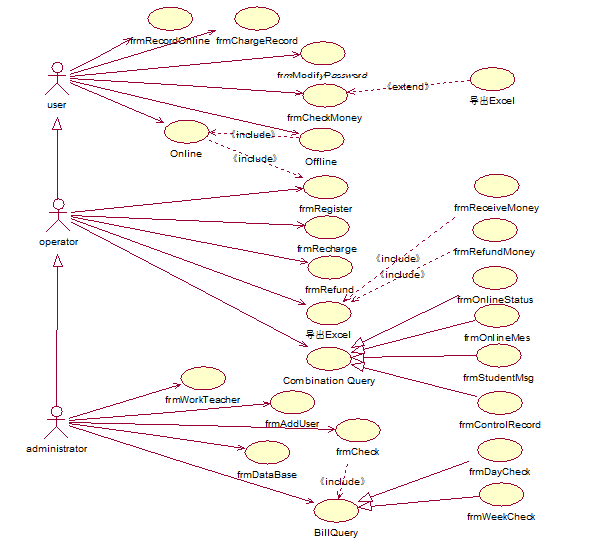 frmRecordOnline
frmChargeRecord
frmModifyPassword
user
《extend》
导出Excel
frmCheckMoney
《include》
Online
《include》
Offline
frmRegister
frmReceiveMoney
operator
frmRecharge
《include》
frmRefundMoney
《include》
frmRefund
frmOnlineStatus
导出Excel
frmOnlineMes
Combination Query
frmStudentMsg
frmWorkTeacher
frmAddUser
frmControlRecord
administrator
frmCheck
frmDataBase
《include》
frmDayCheck
frmWeekCheck
BillQuery